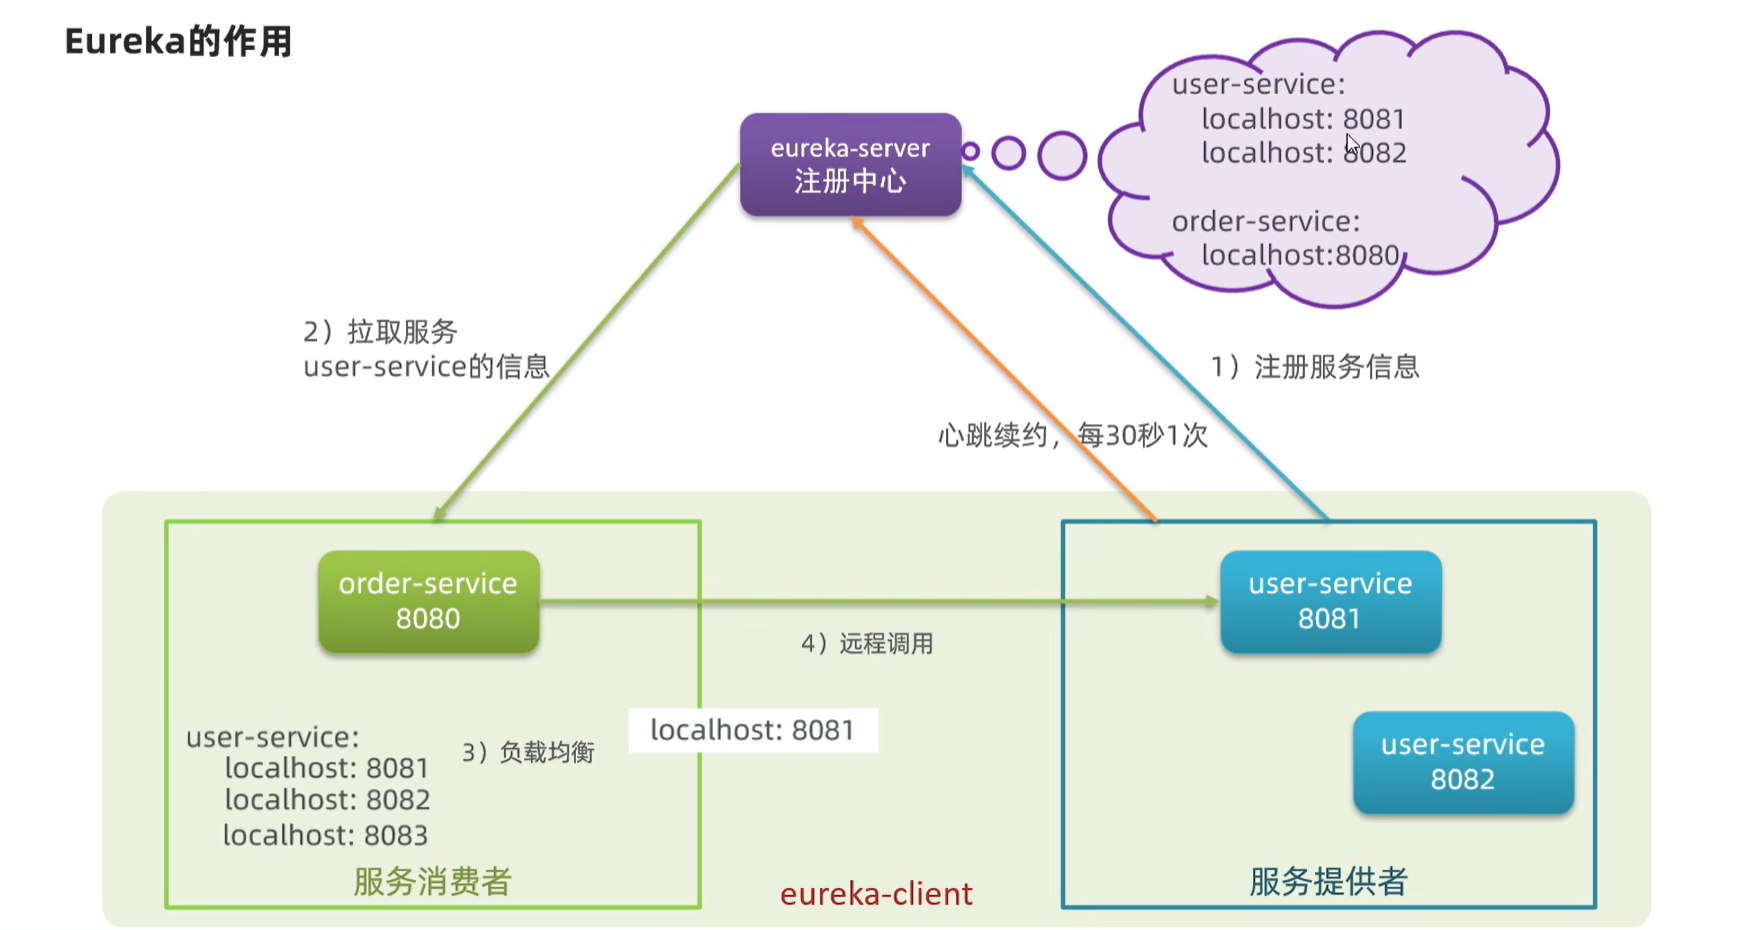 Eureka的作用
eureka-server
注册中心
user-service:
localhost: 8081
localhost: 8082
order-service:
localhost:8080
2）拉取服务
user-service的信息
1）注册服务信息
心跳续约，每30秒1次
order-service
8080
4）远程调用
user-service
8081
user-service:
localhost: 8081
localhost: 8082
localhost: 8083
3）负载均衡
localhost: 8081
user-service
8082
服务消费者
eureka-client
服务提供者